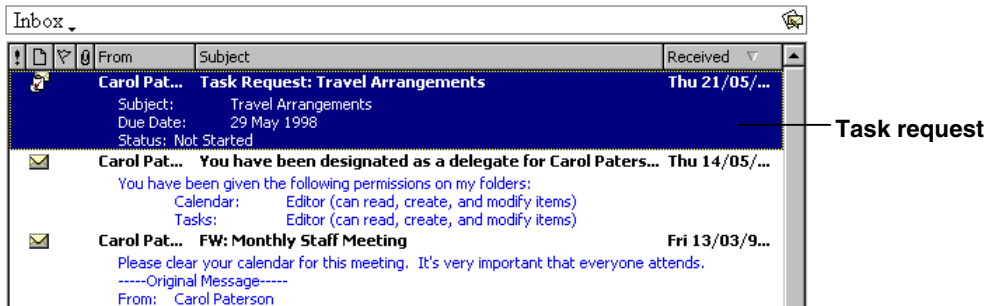 Inbox
! From Subject Received
Carol Pat... Task Request: Travel Arrangements Thu 21/05/...
Subject: Travel Arrangements
Due Date: 29 May 1998
Status: Not Started
Task request
Carol Pat... You have been designated as a delegate for Carol Paters... Thu 14/05/...
You have been given the following permissions on my folders:
Calendar: Editor (can read, create, and modify items)
Tasks: Editor (can read, create, and modify items)
Carol Pat... FW: Monthly Staff Meeting Fri 13/03/9...
Please clear your calendar for this meeting. It's very important that everyone attends.
-----Original Message-----
From: Carol Paterson